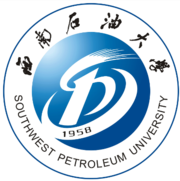 西南石油大学
1958
SOUTHWEST PETROLEUM UNIVERSITY